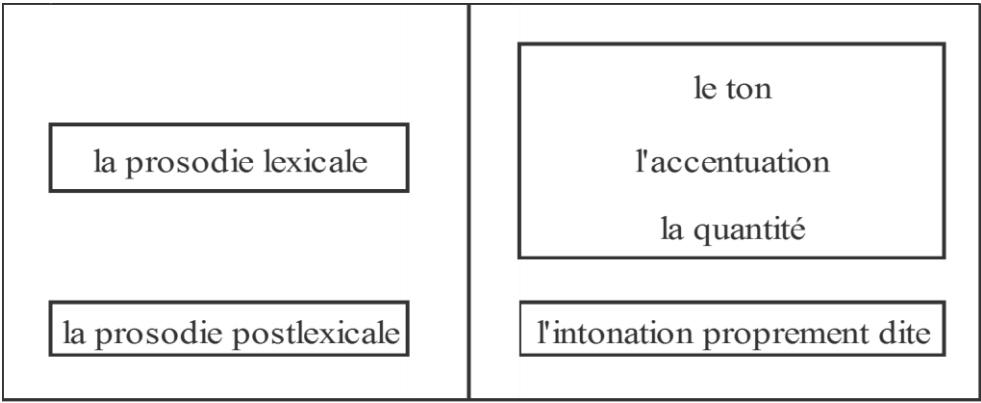 la prosodie lexicale
le ton
l'accentuation
la quantité
la prosodie postlexicale
l'intonation proprement dite